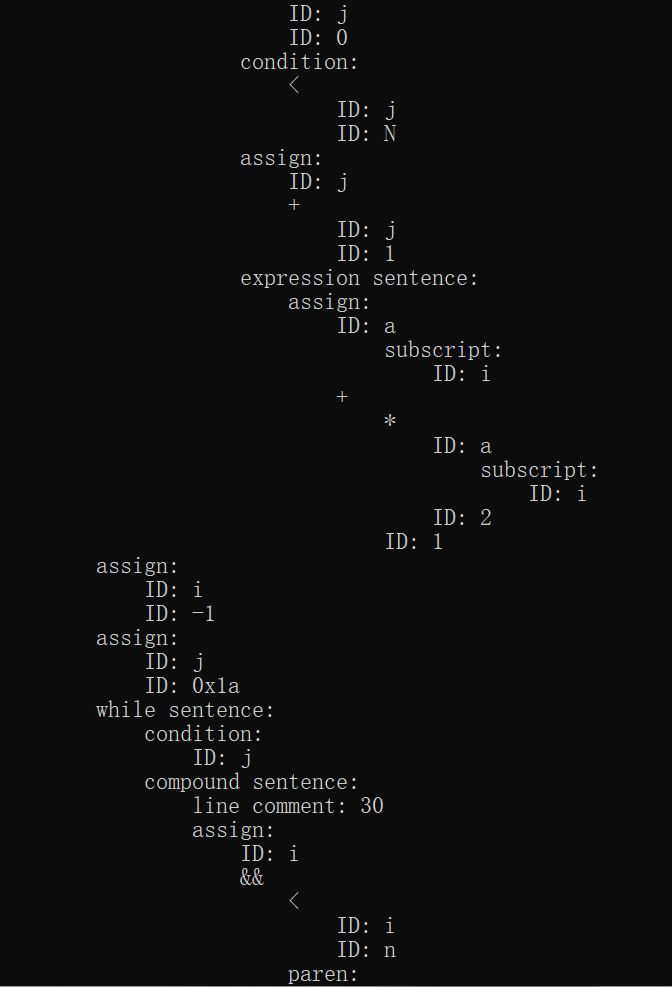 ID: j
ID: 0
condition:
<
ID: j
ID: N
assign:
ID: j
+
ID: j
ID: 1
expression sentence:
assign:
ID: a
subscript:
ID: i
+
*
ID: a
subscript:
ID: i
ID: 2
ID: 1
assign:
ID: i
ID: -1
assign:
ID: j
ID: 0x1a
while sentence:
condition:
ID: j
compound sentence:
line comment: 30
assign:
ID: i
&&
<
ID: i
ID: n
paren: